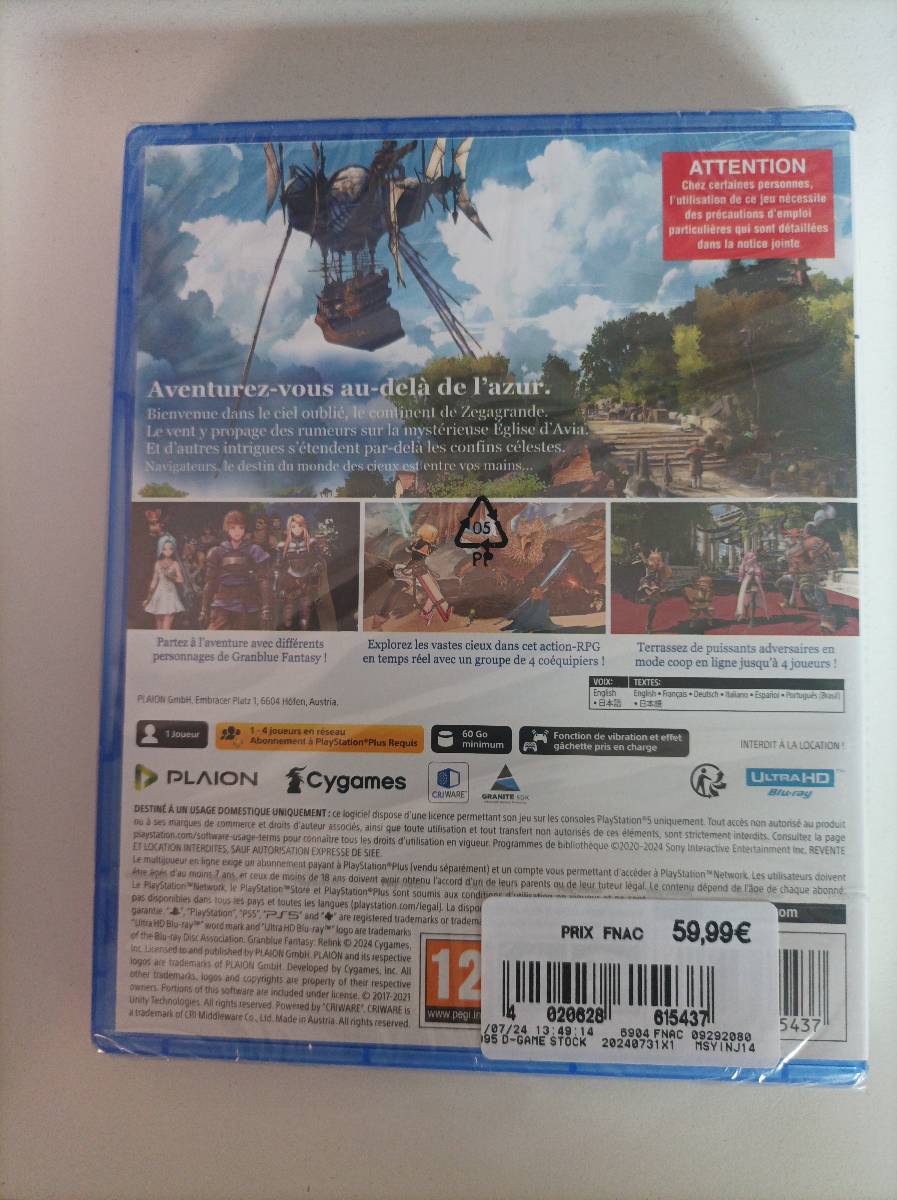 ATTENTION
Chez certaines personnes,
l'utilisation de ce jeu nécessite
des précautions d'emploi
particulières qui sont détaillées
dans la notice jointe
Aventurez-vous au-delà de l'azur.
Bienvenue dans le ciel oublié, le continent de Zegagrande.
Le vent y propage des rumeurs sur la mystérieuse Église d'Avia.
Et d'autres intrigues s'étendent par-delà les confins célestes.
Navigateurs, le destin du monde des cieux est entre vos mains...
05
PP
Partez à l'aventure avec différents
personnages de Granblue Fantasy !
Explorez les vastes cieux dans cet action-RPG
en temps réel avec un groupe de 4 coéquipiers !
Terrassez de puissants adversaires en
mode coop en ligne jusqu'à 4 joueurs !
VOIX: TEXTES:
English English • Français • Deutsch • Italiano • Español • Português (Brasil)
• 日本語 • 日本語
PLAION GmbH, Embracer Platz 1, 6604 Höfen, Austria.
1 Joueur
1 - 4 joueurs en réseau
Abonnement à PlayStation®Plus Requis
60 Go
minimum
Fonction de vibration et effet
gâchette pris en charge
INTERDIT À LA LOCATION !
PLAION
Cygames
CRIWARE
GRANITE SDK
ULTRA HD
Blu-ray
DESTINÉ À UN USAGE DOMESTIQUE UNIQUEMENT : ce logiciel dispose d'une licence permettant son jeu sur les consoles PlayStation®5 uniquement. Tout accès non autorisé au produit
ou à ses marques de commerce et droits d'auteur associés, ainsi que toute utilisation et tout transfert non autorisés de ces éléments, sont strictement interdits. Consultez la page
playstation.com/software-usage-terms pour connaître tous les droits d'utilisation en vigueur. Programmes de bibliothèque ©2020-2024 Sony Interactive Entertainment Inc. REVENTE
ET LOCATION INTERDITES, SAUF AUTORISATION EXPRESSE DE SIEE.
Le multijoueur en ligne exige un abonnement payant à PlayStation®Plus (vendu séparément) et un compte vous permettant d'accéder à PlayStation™Network. Les utilisateurs doivent
être âgés d'au moins 7 ans, et ceux de moins de 18 ans doivent avoir obtenu l'accord d'un de leurs parents ou de leur tuteur légal. Le contenu dépend de l'âge de chaque abonné.
Le PlayStation™Network, le PlayStation™Store et PlayStation®Plus sont soumis aux conditions d'utilisation
pas disponibles dans tous les pays et toutes les langues (playstation.com/legal). La dispo
garantie. "PlayStation", "PS5", "PS5" and are registered trademarks or tradem
"Ultra HD Blu-ray™" word mark and "Ultra HD Blu-ray™" logo are trademarks
of the Blu-ray Disc Association. Granblue Fantasy: Relink © 2024 Cygames,
Inc. Licensed to and published by PLAION GmbH. PLAION and its respective
logos are trademarks of PLAION GmbH. Developed by Cygames, Inc. All
other trademarks, logos and copyrights are property of their respective
owners. Portions of this software are included under license. © 2017-2021
Unity Technologies. All rights reserved. Powered by "CRIWARE". CRIWARE is
a trademark of CRI Middleware Co., Ltd. Made in Austria. All rights reserved.
om
12
www.pegi.in
5437
PRIX FNAC 59,99€
4 020628 615437
/07/24 13:49:14 6904 FNAC 09292080
095 D-GAME STOCK 20240731X1 MSYINJ14